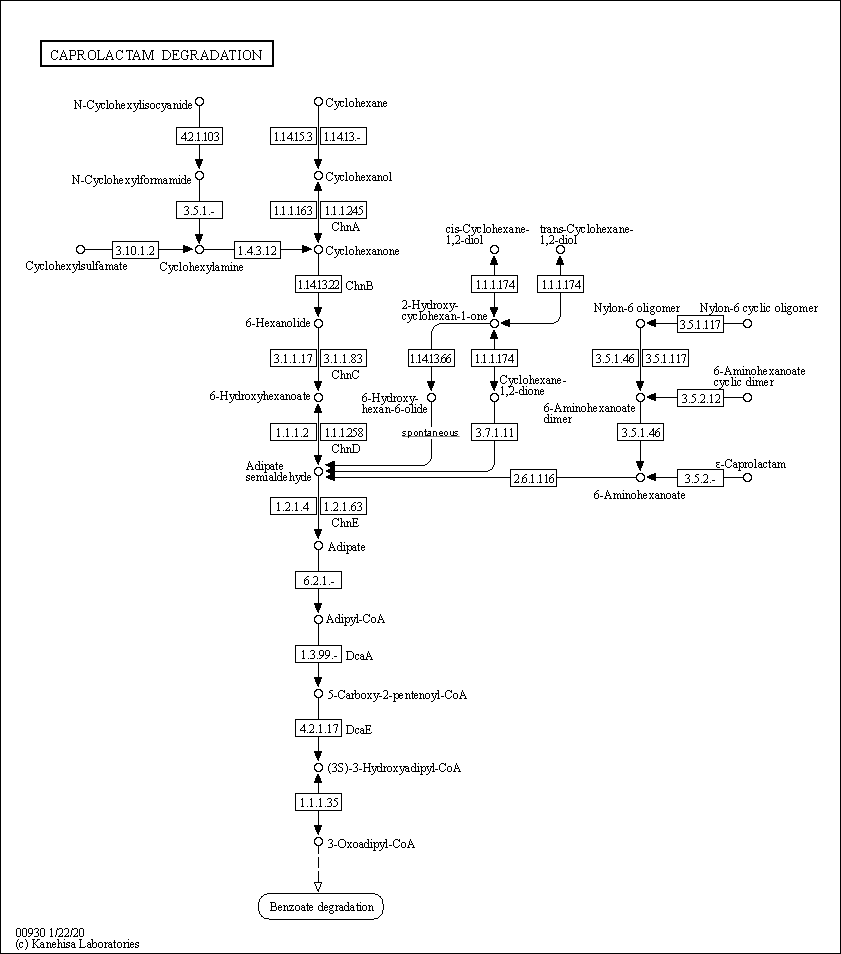 CAPROLACTAM DEGRADATION
N-Cyclohexylisocyanide
Cyclohexane
4.2.1.103
1.14.15.3
1.14.13.-
N-Cyclohexylformamide
Cyclohexanol
3.5.1.-
1.1.1.163
1.1.1.245
ChnA
cis-Cyclohexane-
1,2-diol
trans-Cyclohexane-
1,2-diol
3.10.1.2
1.4.3.12
Cyclohexanone
Cyclohexylsulfamate
Cyclohexylamine
1.14.13.22
ChnB
1.1.1.174
1.1.1.174
2-Hydroxy-
cyclohexan-1-one
6-Hexanolide
Nylon-6 oligomer
Nylon-6 cyclic oligomer
3.5.1.117
3.1.1.17
3.1.1.83
ChnC
1.14.13.66
1.1.1.174
3.5.1.46
3.5.1.117
6-Aminohexanoate
cyclic dimer
Cyclohexane-
1,2-dione
6-Hydroxyhexanoate
6-Hydroxy-
hexan-6-olide
3.5.2.12
6-Aminohexanoate
dimer
1.1.1.2
1.1.1.258
ChnD
spontaneous
3.7.1.11
3.5.1.46
Adipate
semialdehyde
ε-Caprolactam
2.6.1.116
3.5.2.-
6-Aminohexanoate
1.2.1.4
1.2.1.63
ChnE
Adipate
6.2.1.-
Adipyl-CoA
1.3.99.-
DcaA
5-Carboxy-2-pentenoyl-CoA
4.2.1.17
DcaE
(3S)-3-Hydroxyadipyl-CoA
1.1.1.35
3-Oxoadipyl-CoA
Benzoate degradation
00930 1/22/20
(c) Kanehisa Laboratories